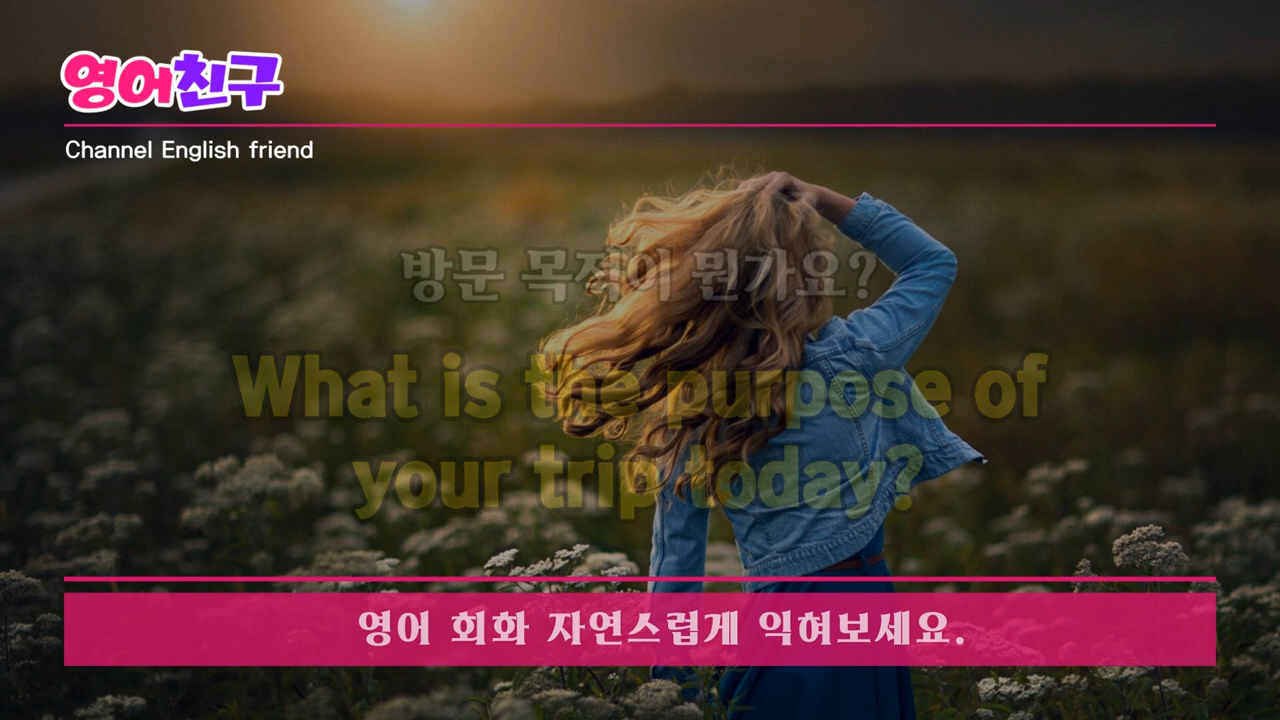 영어친구
Channel English friend
방문 목적이 뭔가요?
What is the purpose of
your trip today?
영어 회화 자연스럽게 익혀보세요.